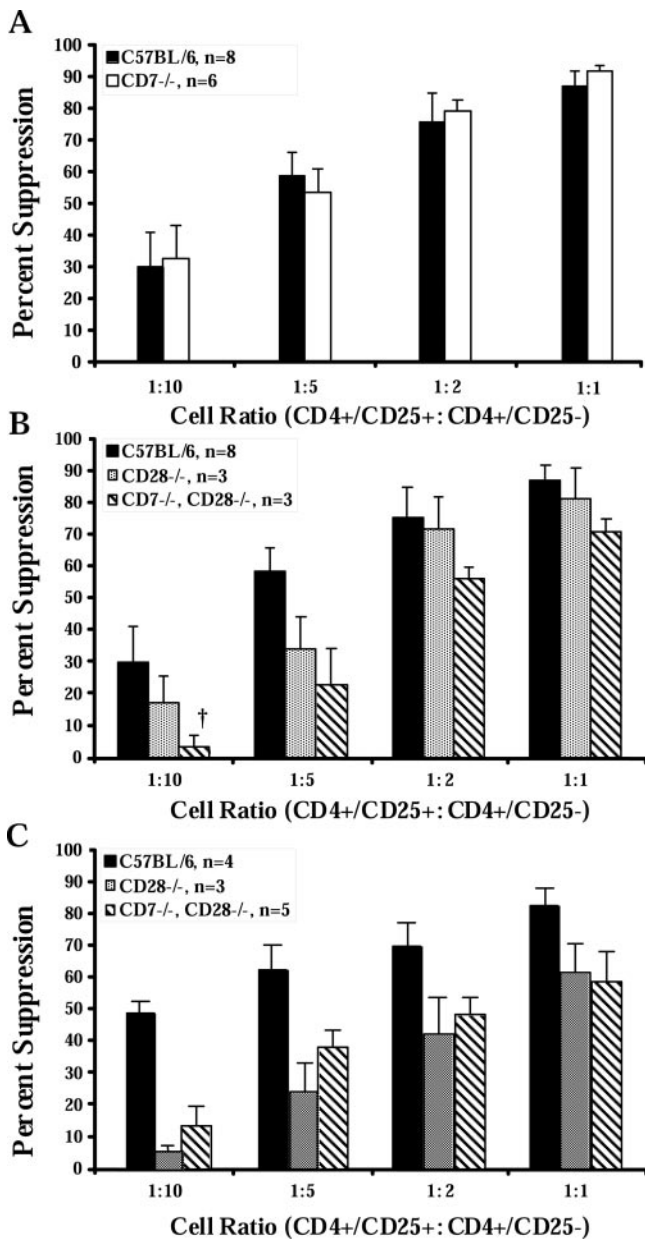 A
100
90
80
70
60
50
40
30
20
10
0
Percent Suppression
C57BL/6, n=8
CD7-/-, n=6
1:10 1:5 1:2 1:1
Cell Ratio (CD4+/CD25+: CD4+/CD25-)
B
100
90
80
70
60
50
40
30
20
10
0
Percent Suppression
C57BL/6, n=8
CD28-/-, n=3
CD7-/-, CD28-/-, n=3
†
1:10 1:5 1:2 1:1
Cell Ratio (CD4+/CD25+: CD4+/CD25-)
C
100
90
80
70
60
50
40
30
20
10
0
Percent Suppression
C57BL/6, n=4
CD28-/-, n=3
CD7-/-, CD28-/-, n=5
1:10 1:5 1:2 1:1
Cell Ratio (CD4+/CD25+: CD4+/CD25-)